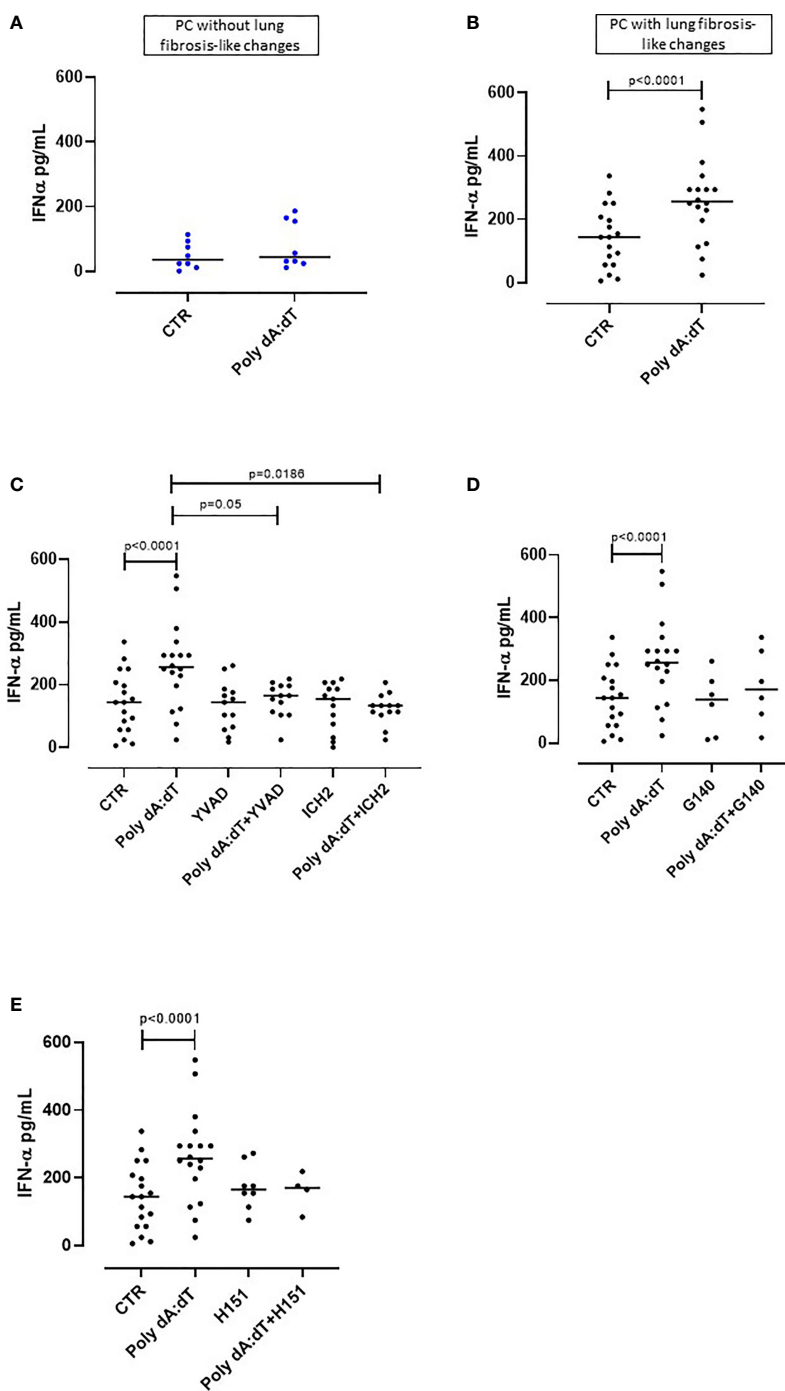 A
PC without lung
fibrosis-like changes
600
400
200
0
IFNα pg/mL
CTR
Poly dA:dT
B
PC with lung fibrosis-
like changes
p<0.0001
600
400
200
0
IFN-α pg/mL
CTR
Poly dA:dT
C
p=0.0186
p=0.05
p<0.0001
600
400
200
0
IFN-α pg/mL
CTR
Poly dA:dT
YVAD
Poly dA:dT+YVAD
ICH2
Poly dA:dT+ICH2
D
p<0.0001
600
400
200
0
IFN-α pg/mL
CTR
Poly dA:dT
G140
Poly dA:dT+G140
E
p<0.0001
600
400
200
0
IFN-α pg/mL
CTR
Poly dA:dT
H151
Poly dA:dT+H151